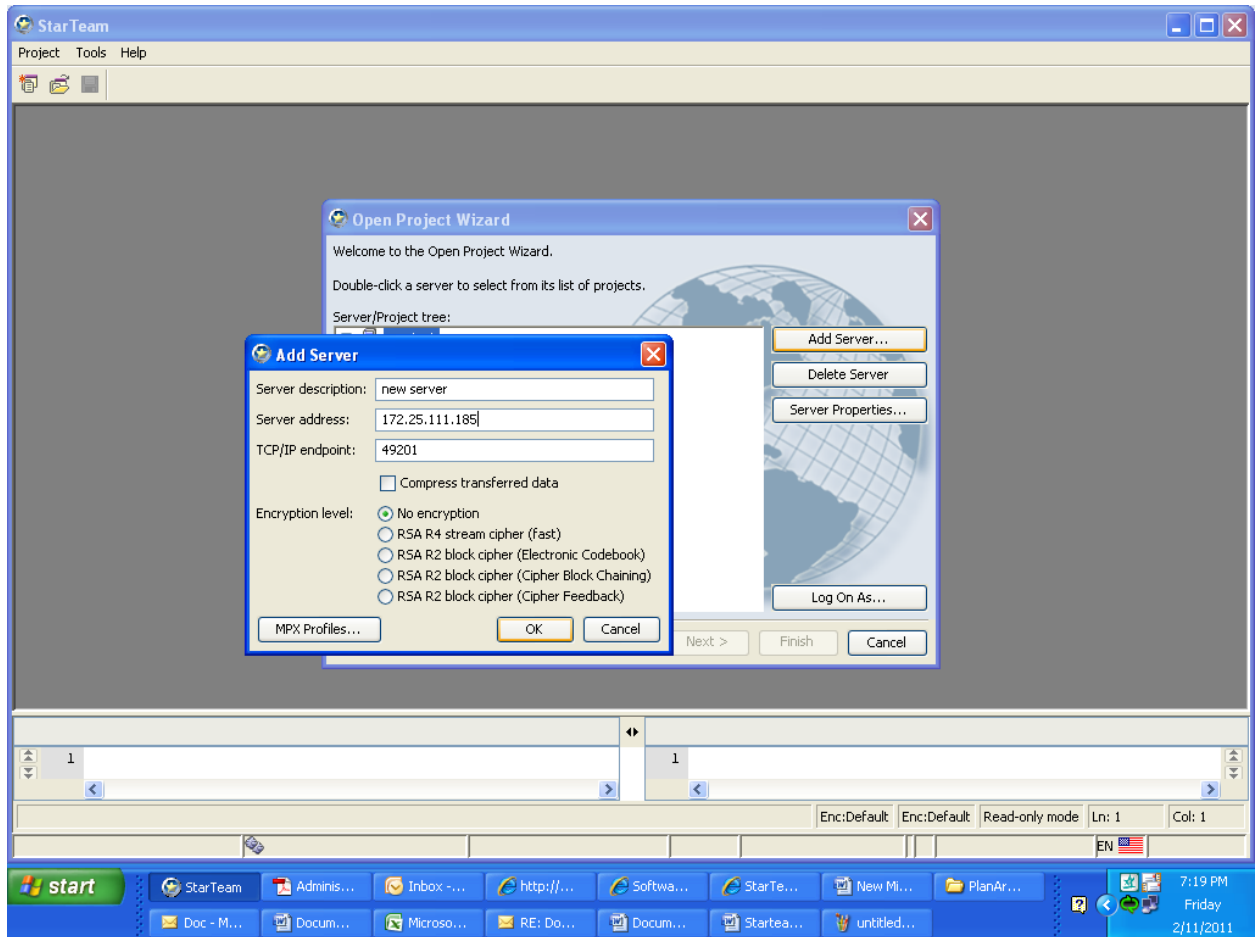 StarTeam
Project Tools Help
Open Project Wizard
Welcome to the Open Project Wizard.
Double-click a server to select from its list of projects.
Server/Project tree:
Add Server...
Delete Server
Server Properties...
Log On As...
Next >
Finish
Cancel
Add Server
Server description: new server
Server address: 172.25.111.185
TCP/IP endpoint: 49201
Compress transferred data
Encryption level: No encryption
RSA R4 stream cipher (fast)
RSA R2 block cipher (Electronic Codebook)
RSA R2 block cipher (Cipher Block Chaining)
RSA R2 block cipher (Cipher Feedback)
MPX Profiles... OK Cancel
1 1
Enc:Default Enc:Default Read-only mode Ln: 1 Col: 1
EN
start StarTeam Adminis... Inbox -... http://... Softwa... StarTe... New Mi... PlanAr... 7:19 PM
Friday
Doc - M... Docum... Microso... RE: Do... Docum... Startea... untitled... 2/11/2011